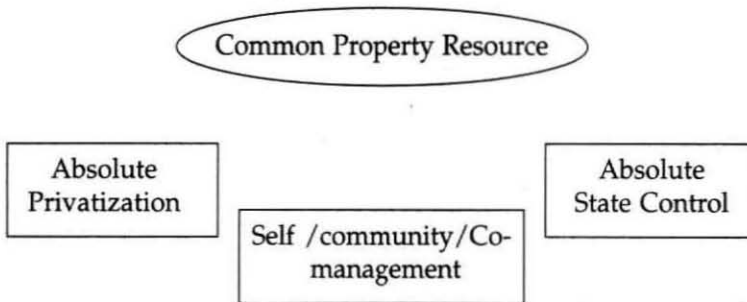 Common Property Resource
Absolute
Privatization
Absolute
State Control
Self /community/Co-
management